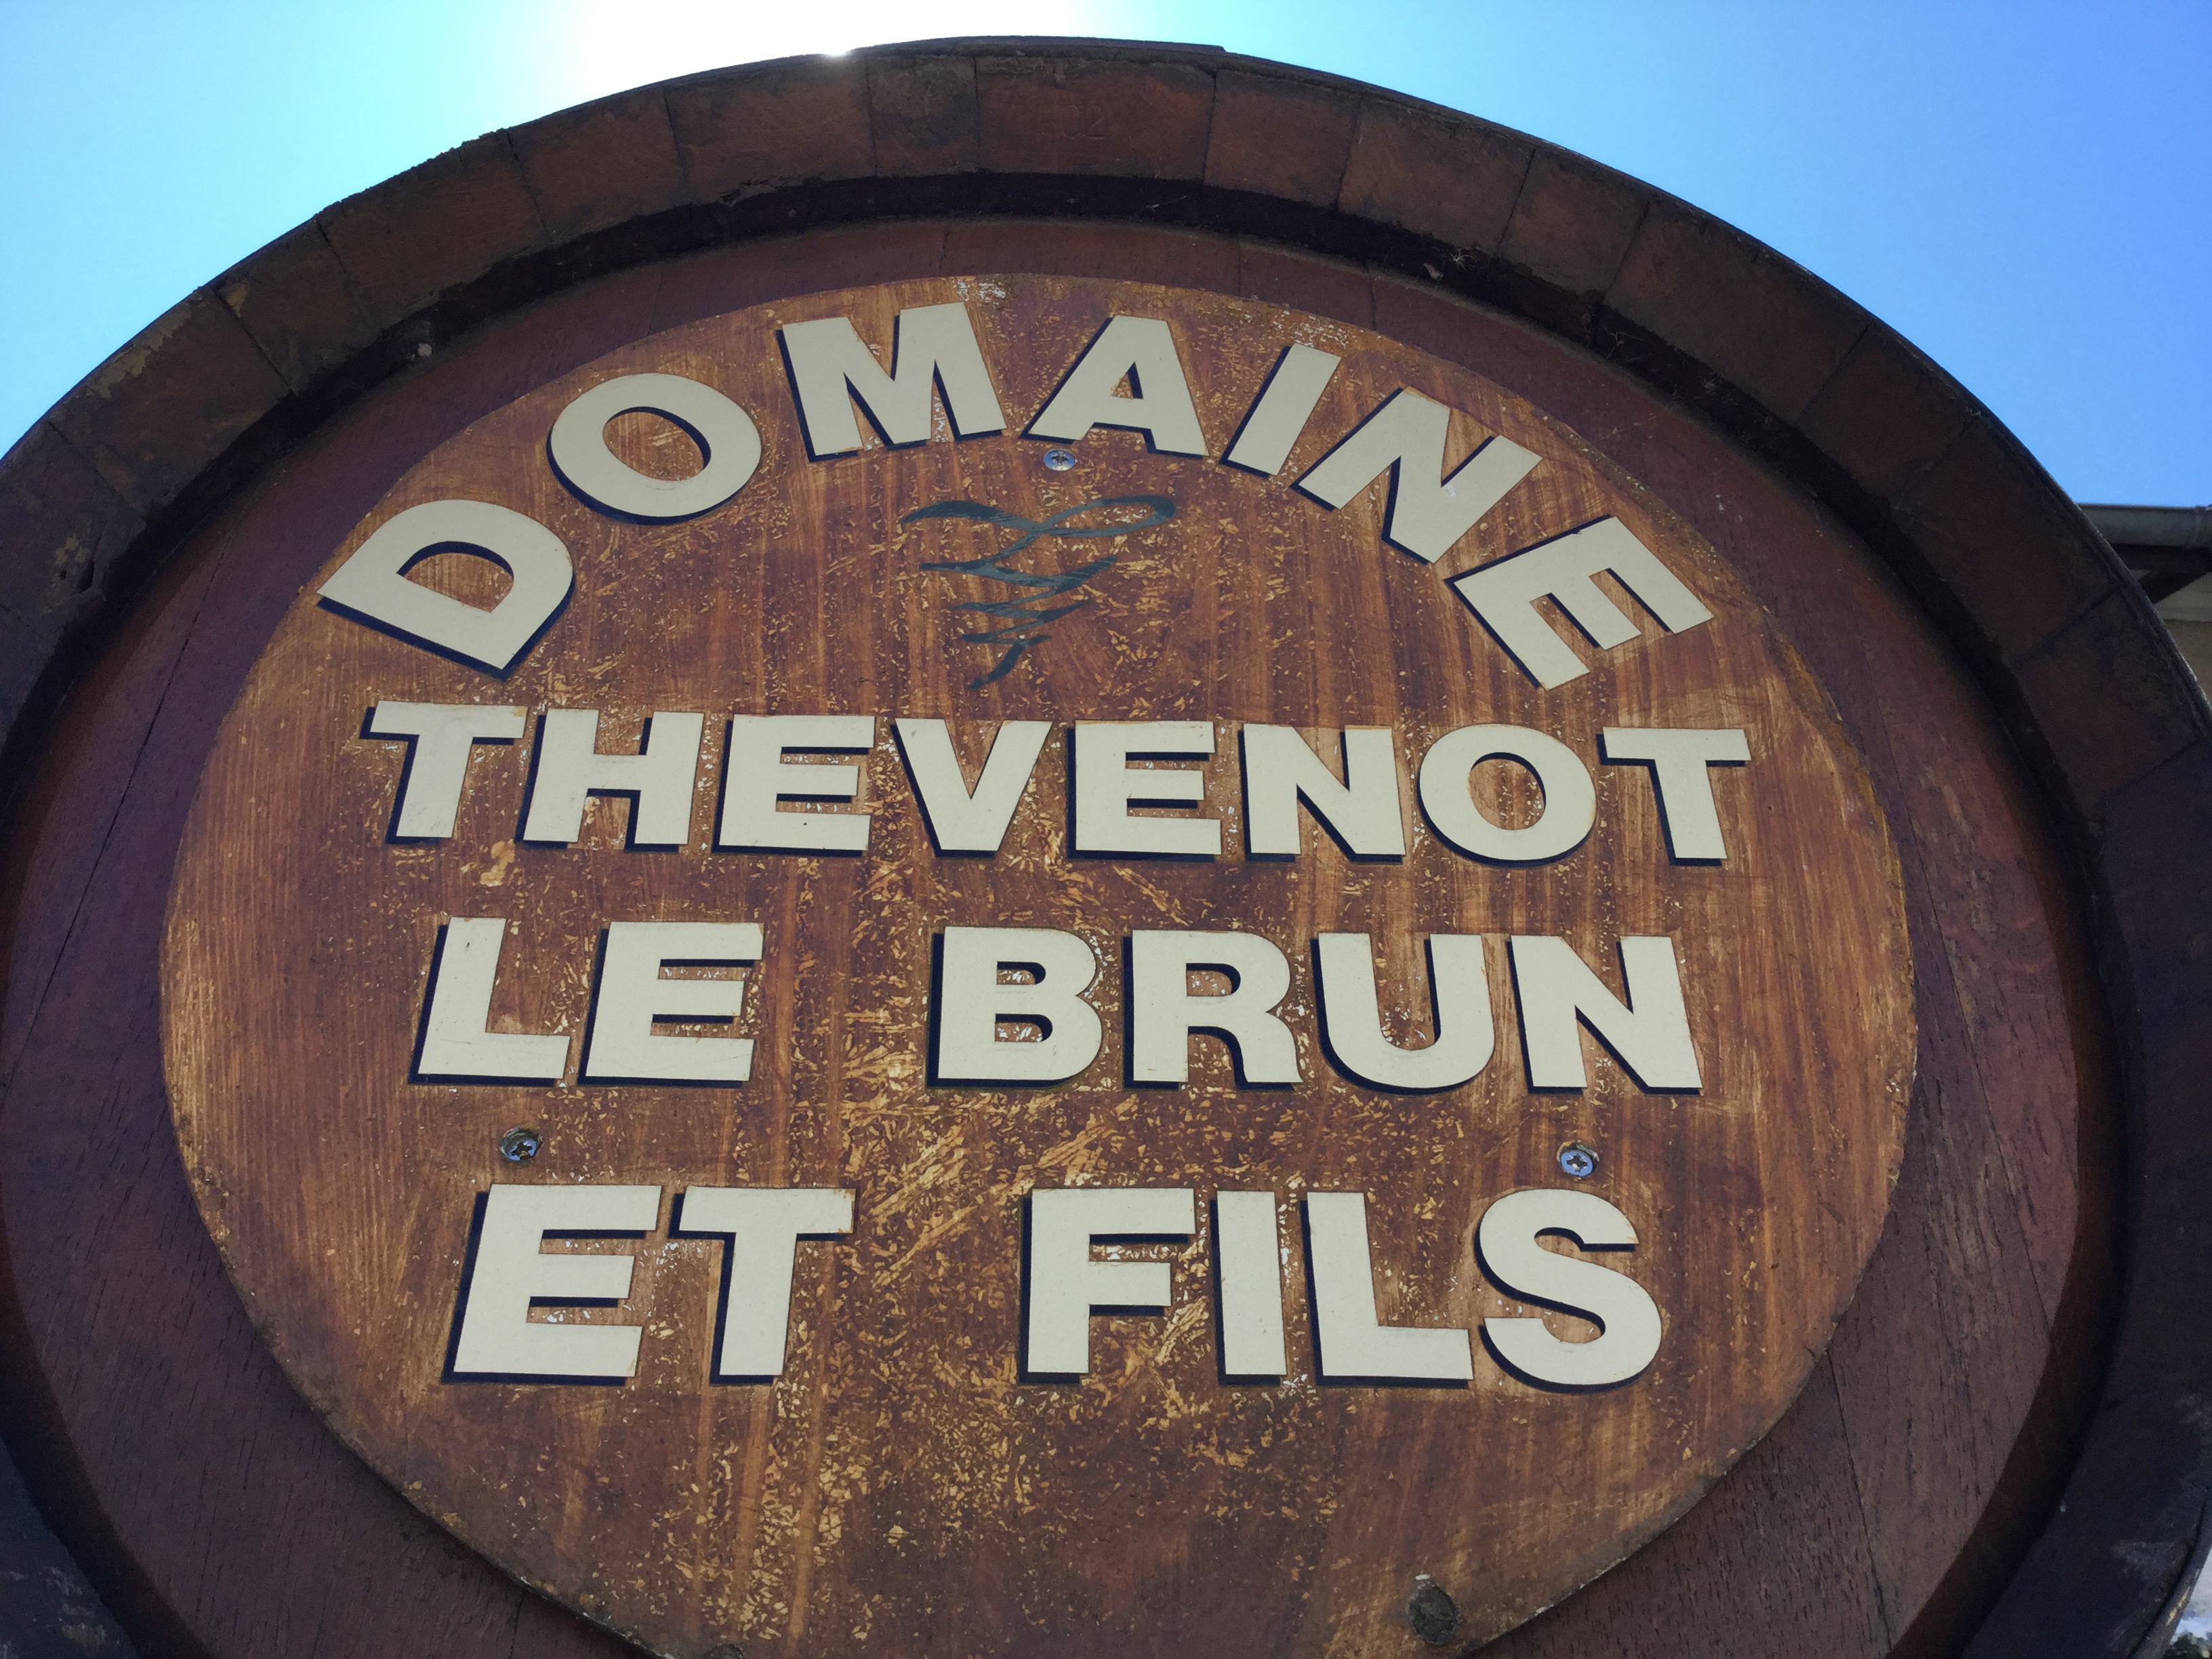 DOMAINE
THEVENOT
LE BRUN
ET FILS